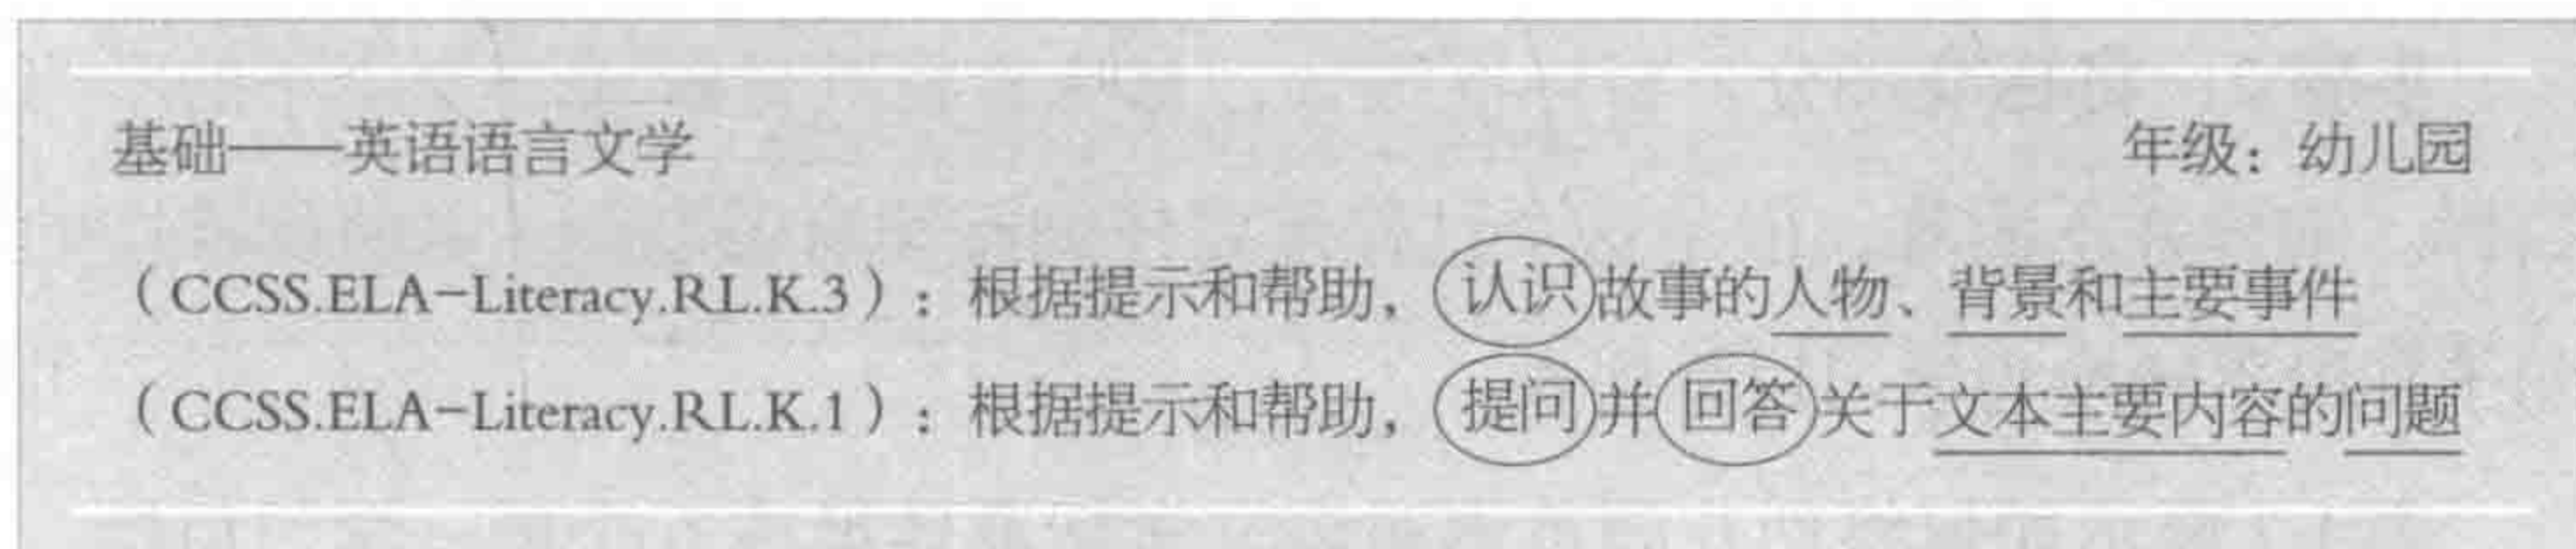 基础——英语语言文学 年级：幼儿园
（CCSS.ELA-Literacy.RL.K.3）：根据提示和帮助，认识故事的人物、背景和主要事件
（CCSS.ELA-Literacy.RL.K.1）：根据提示和帮助，提问并回答关于文本主要内容的问题